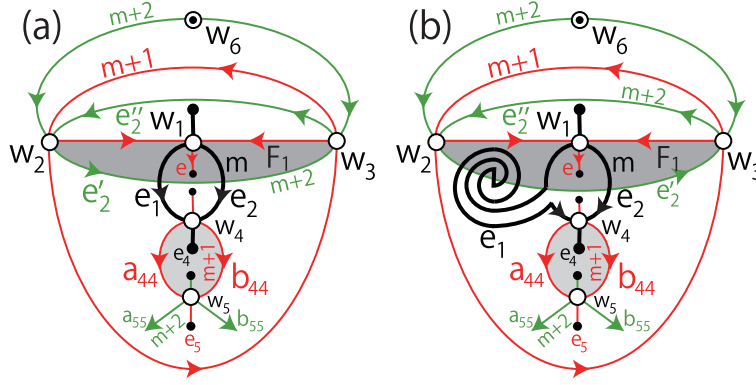 (a)
m+2
w₆
m+1
e₂″
w₁
w₂
w₃
e
m
F₁
e₂′
m+2
e₁
e₂
w₄
e₄
m+1
a₄₄
b₄₄
w₅
a₅₅
m+2
b₅₅
e₅
(b)
m+2
w₆
m+1
m+2
e₂″
w₁
w₂
w₃
e
m
F₁
e₂′
e₁
e₂
w₄
e₄
m+1
a₄₄
b₄₄
w₅
a₅₅
m+2
b₅₅
e₅